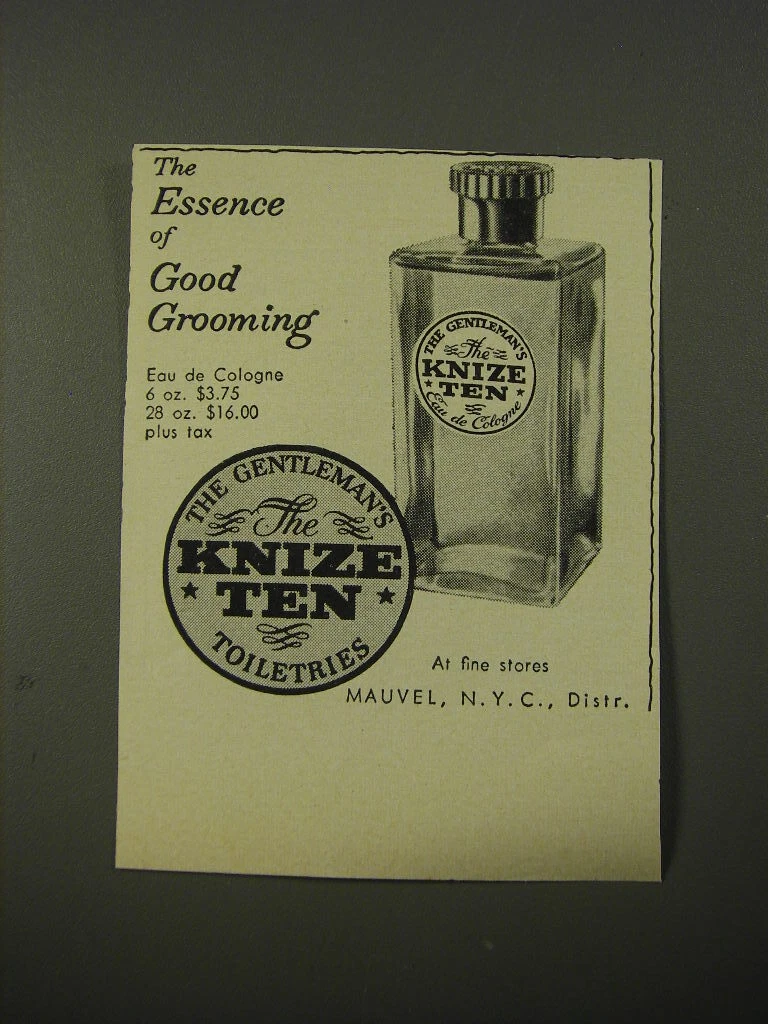 The
Essence
of
Good
Grooming
Eau de Cologne
6 oz. $3.75
28 oz. $16.00
plus tax
THE GENTLEMAN'S
The
KNIZE
TEN
Eau de Cologne
THE GENTLEMAN'S
The
KNIZE
TEN
TOILETRIES
At fine stores
MAUVEL, N.Y.C., Distr.